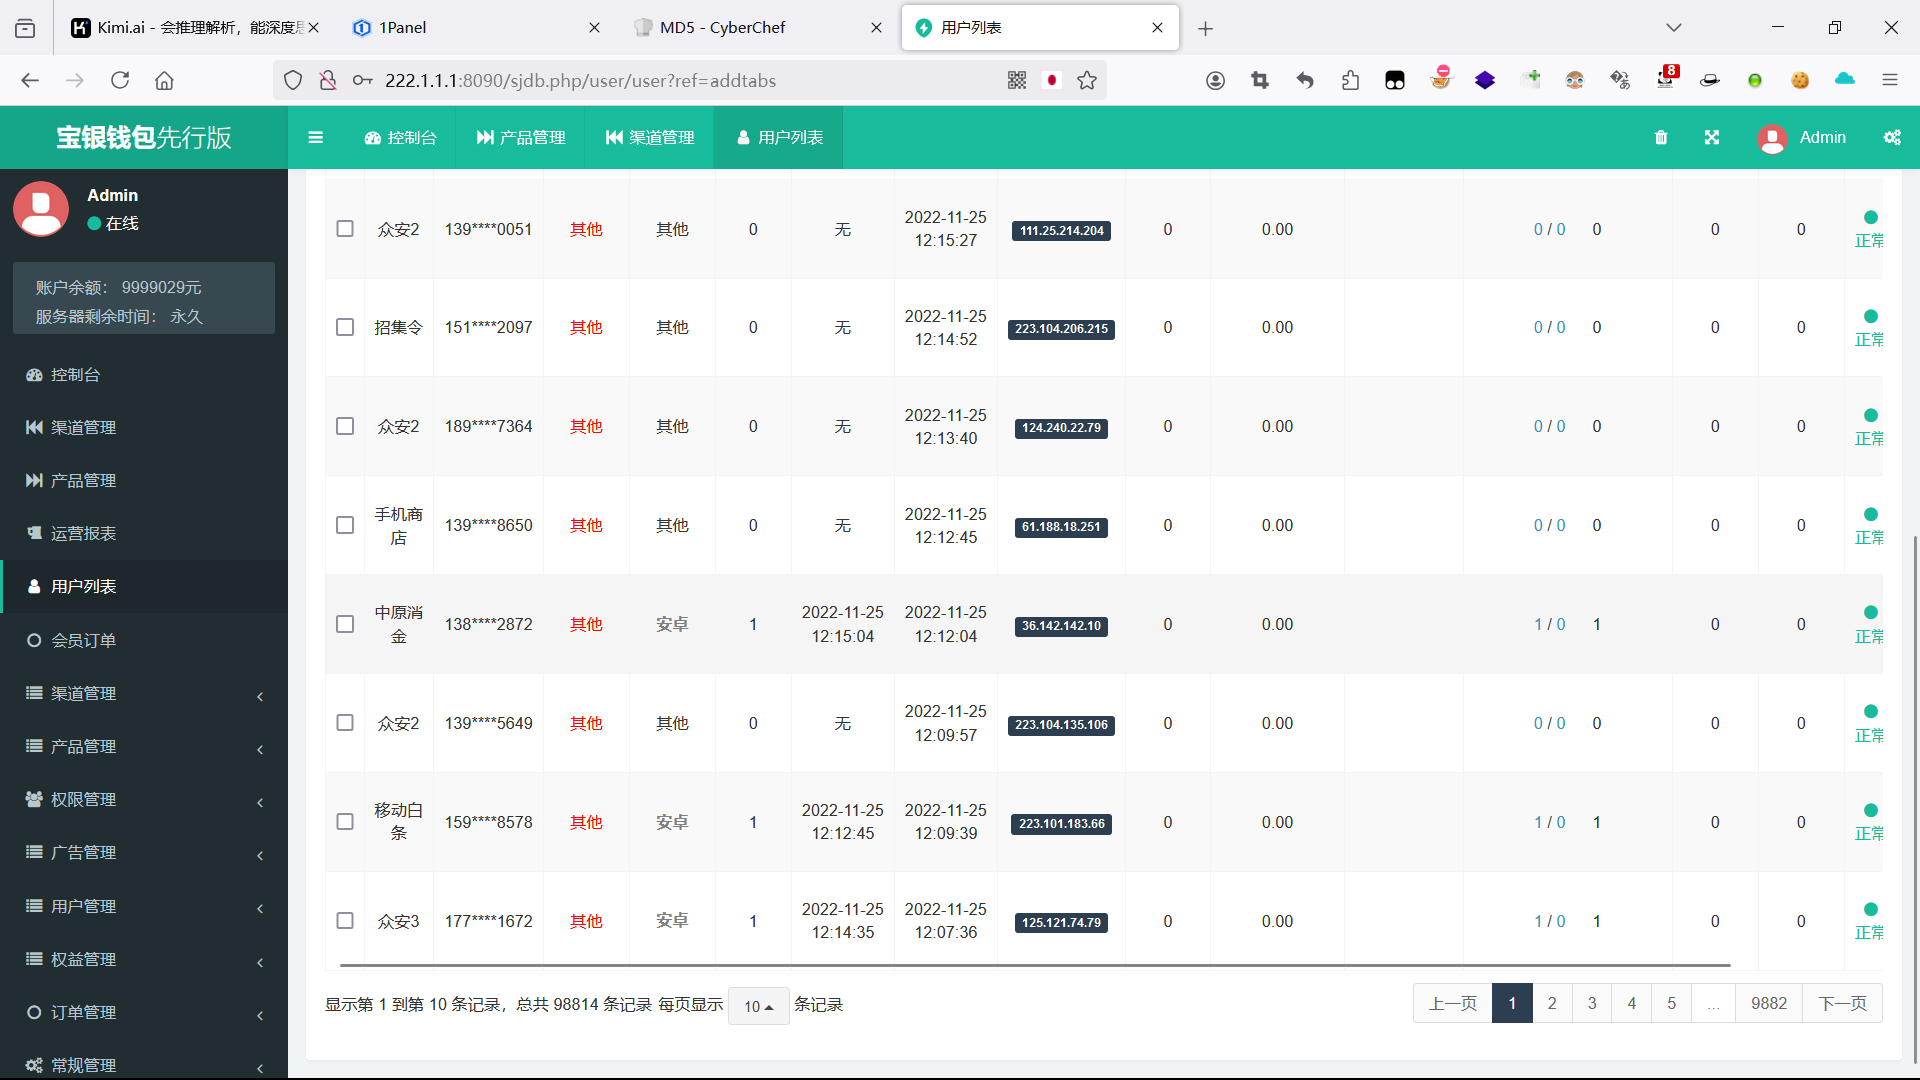 Kimi.ai - 会推理解析，能深度思
1Panel
MD5 - CyberChef
用户列表
222.1.1.1:8090/sjdb.php/user/user?ref=addtabs
8
宝银钱包先行版
控制台
产品管理
渠道管理
用户列表
Admin
Admin
在线
账户余额： 9999029元
服务器剩余时间： 永久
控制台
渠道管理
产品管理
运营报表
用户列表
会员订单
渠道管理
产品管理
权限管理
广告管理
用户管理
权益管理
订单管理
常规管理
众安2 139****0051 其他 其他 0 无 2022-11-25 12:15:27 111.25.214.204 0 0.00 0 / 0 0 0 0 正常
招集令 151****2097 其他 其他 0 无 2022-11-25 12:14:52 223.104.206.215 0 0.00 0 / 0 0 0 0 正常
众安2 189****7364 其他 其他 0 无 2022-11-25 12:13:40 124.240.22.79 0 0.00 0 / 0 0 0 0 正常
手机商店 139****8650 其他 其他 0 无 2022-11-25 12:12:45 61.188.18.251 0 0.00 0 / 0 0 0 0 正常
中原消金 138****2872 其他 安卓 1 2022-11-25 12:15:04 2022-11-25 12:12:04 36.142.142.10 0 0.00 1 / 0 1 0 0 正常
众安2 139****5649 其他 其他 0 无 2022-11-25 12:09:57 223.104.135.106 0 0.00 0 / 0 0 0 0 正常
移动白条 159****8578 其他 安卓 1 2022-11-25 12:12:45 2022-11-25 12:09:39 223.101.183.66 0 0.00 1 / 0 1 0 0 正常
众安3 177****1672 其他 安卓 1 2022-11-25 12:14:35 2022-11-25 12:07:36 125.121.74.79 0 0.00 1 / 0 1 0 0 正常
显示第 1 到第 10 条记录，总共 98814 条记录 每页显示 10 条记录
上一页 1 2 3 4 5 ... 9882 下一页